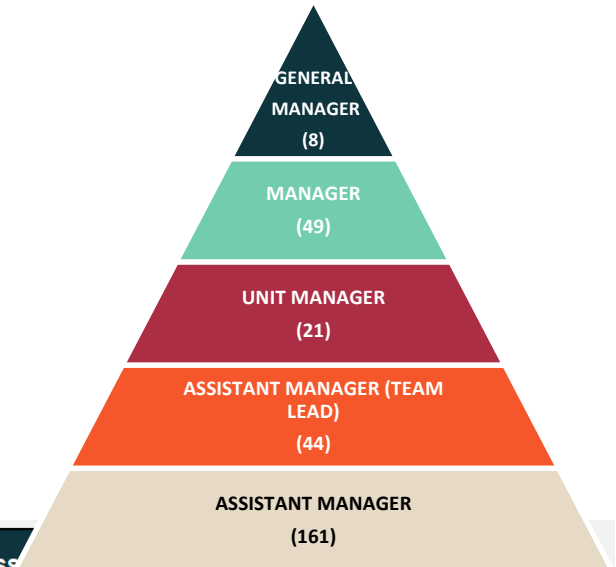 GENERAL
MANAGER
(8)
MANAGER
(49)
UNIT MANAGER
(21)
ASSISTANT MANAGER (TEAM
LEAD)
(44)
ASSISTANT MANAGER
(161)